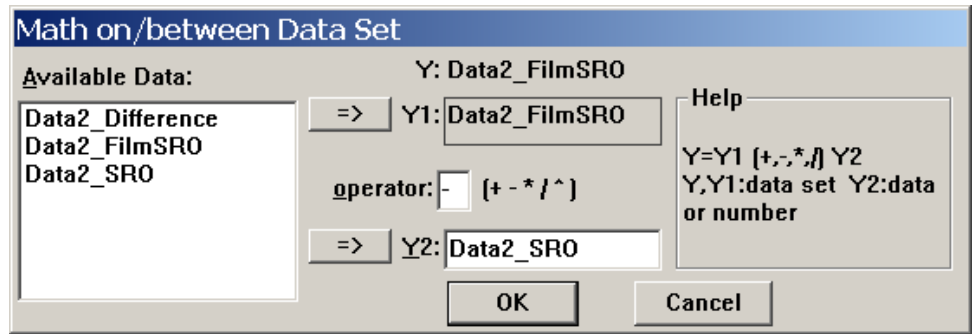 Math on/between Data Set
Available Data:
Data2_Difference
Data2_FilmSRO
Data2_SRO
Y: Data2_FilmSRO
=> Y1: Data2_FilmSRO
operator: - (+ - * / ^ )
=> Y2: Data2_SRO
Help
Y=Y1 (+,-,*,/) Y2
Y,Y1:data set Y2:data
or number
OK Cancel